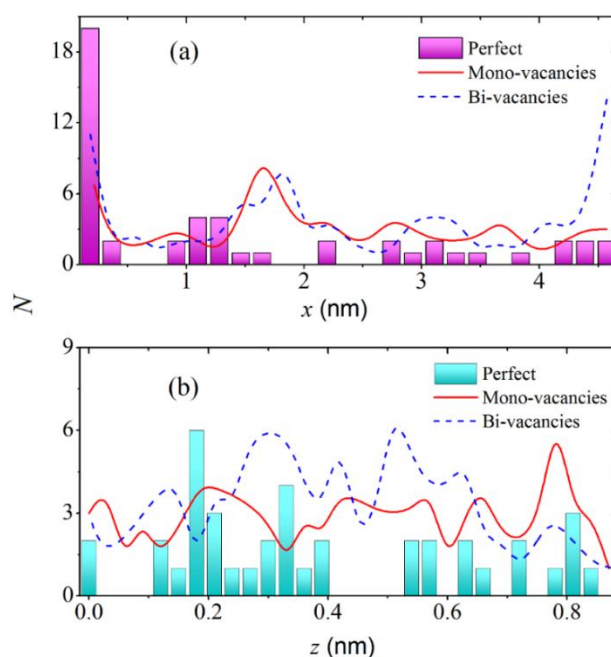 (a)
Perfect
Mono-vacancies
Bi-vacancies
18
12
6
0
1 2 3 4
x (nm)
N
(b)
Perfect
Mono-vacancies
Bi-vacancies
9
6
3
0
0.0 0.2 0.4 0.6 0.8
z (nm)